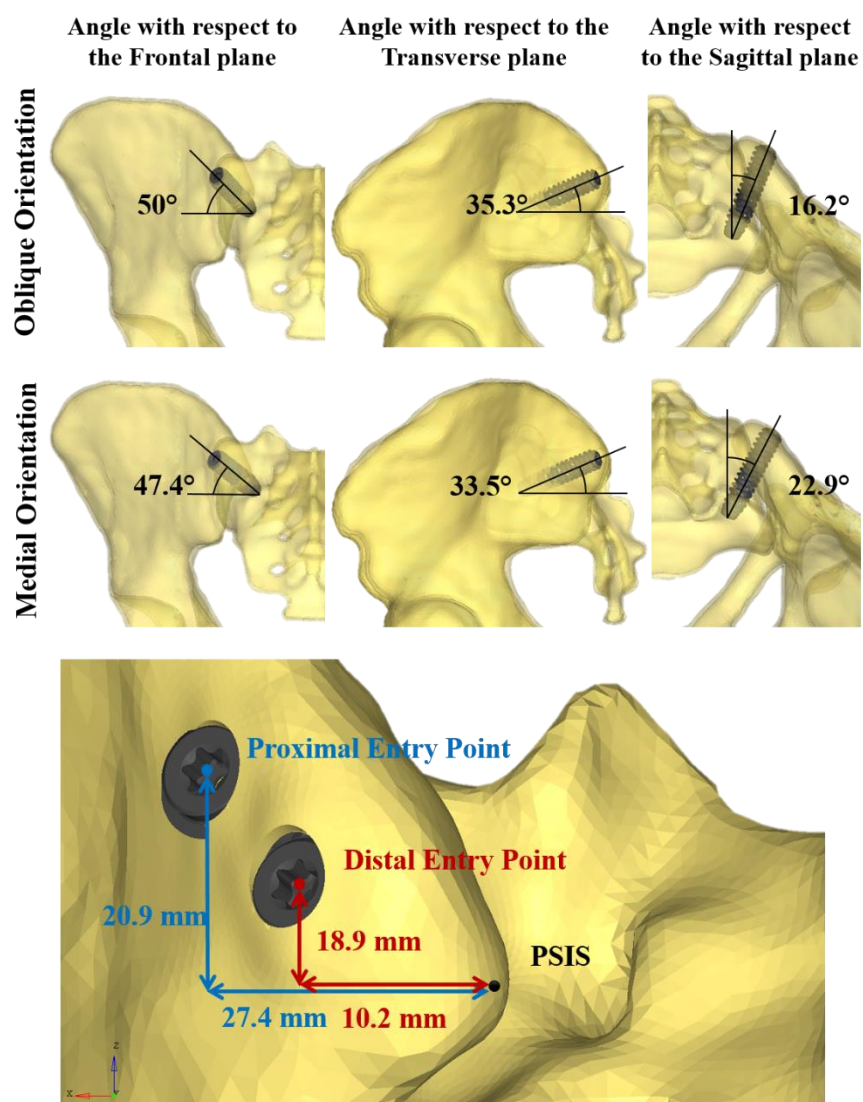 Angle with respect to
the Frontal plane
Angle with respect to the
Transverse plane
Angle with respect
to the Sagittal plane
Oblique Orientation
50°
35.3°
16.2°
Medial Orientation
47.4°
33.5°
22.9°
Proximal Entry Point
Distal Entry Point
20.9 mm
18.9 mm
PSIS
27.4 mm
10.2 mm
z
x